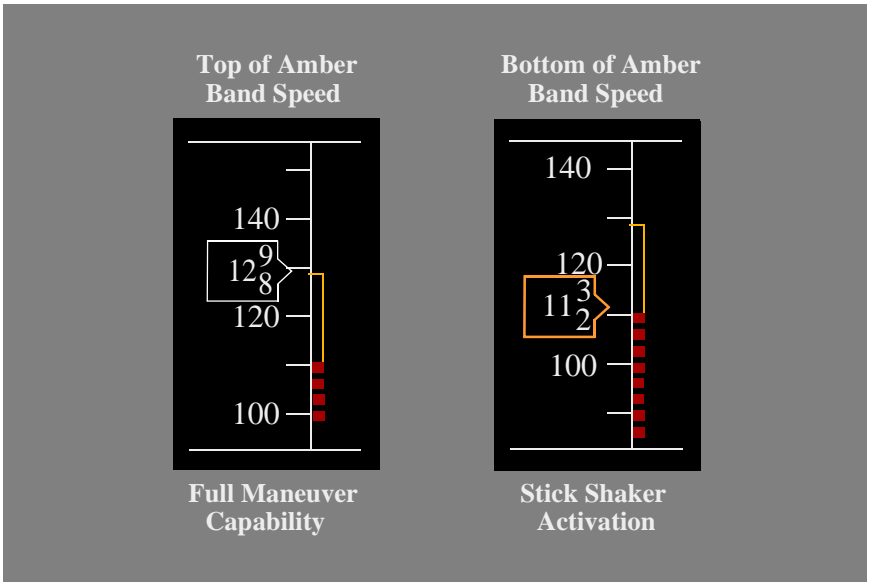 Top of Amber
Band Speed
140
9
12
8
120
100
Full Maneuver
Capability
Bottom of Amber
Band Speed
140
120
3
11
2
100
Stick Shaker
Activation